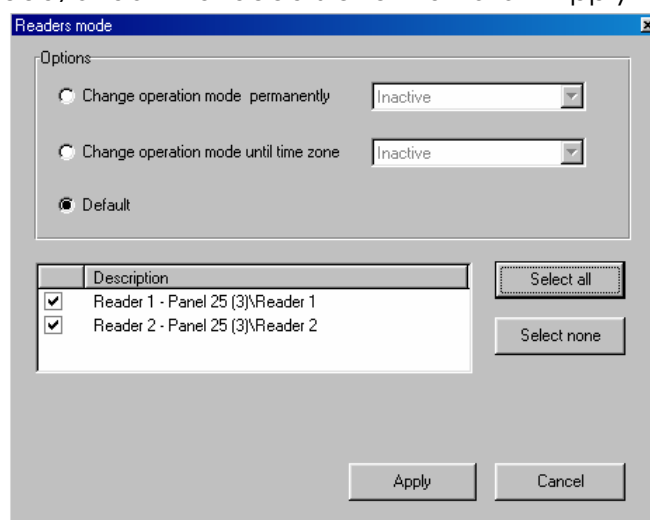 Readers mode
Options
Change operation mode permanently Inactive
Change operation mode until time zone Inactive
Default
Description
Reader 1 - Panel 25 (3)\Reader 1
Reader 2 - Panel 25 (3)\Reader 2
Select all
Select none
Apply Cancel